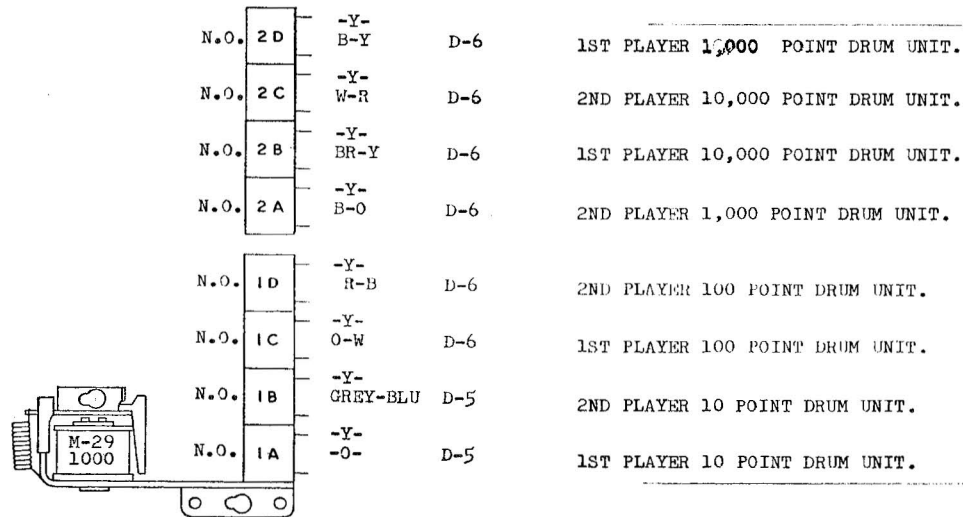 -Y-
N.O. 2D B-Y D-6 1ST PLAYER 1,000 POINT DRUM UNIT.
-Y-
N.O. 2C W-R D-6 2ND PLAYER 10,000 POINT DRUM UNIT.
-Y-
N.O. 2B BR-Y D-6 1ST PLAYER 10,000 POINT DRUM UNIT.
-Y-
N.O. 2A B-O D-6 2ND PLAYER 1,000 POINT DRUM UNIT.
-Y-
N.O. 1D R-B D-6 2ND PLAYER 100 POINT DRUM UNIT.
-Y-
N.O. 1C O-W D-6 1ST PLAYER 100 POINT DRUM UNIT.
-Y-
N.O. 1B GREY-BLU D-5 2ND PLAYER 10 POINT DRUM UNIT.
-Y-
N.O. 1A -O- D-5 1ST PLAYER 10 POINT DRUM UNIT.
M-29
1000